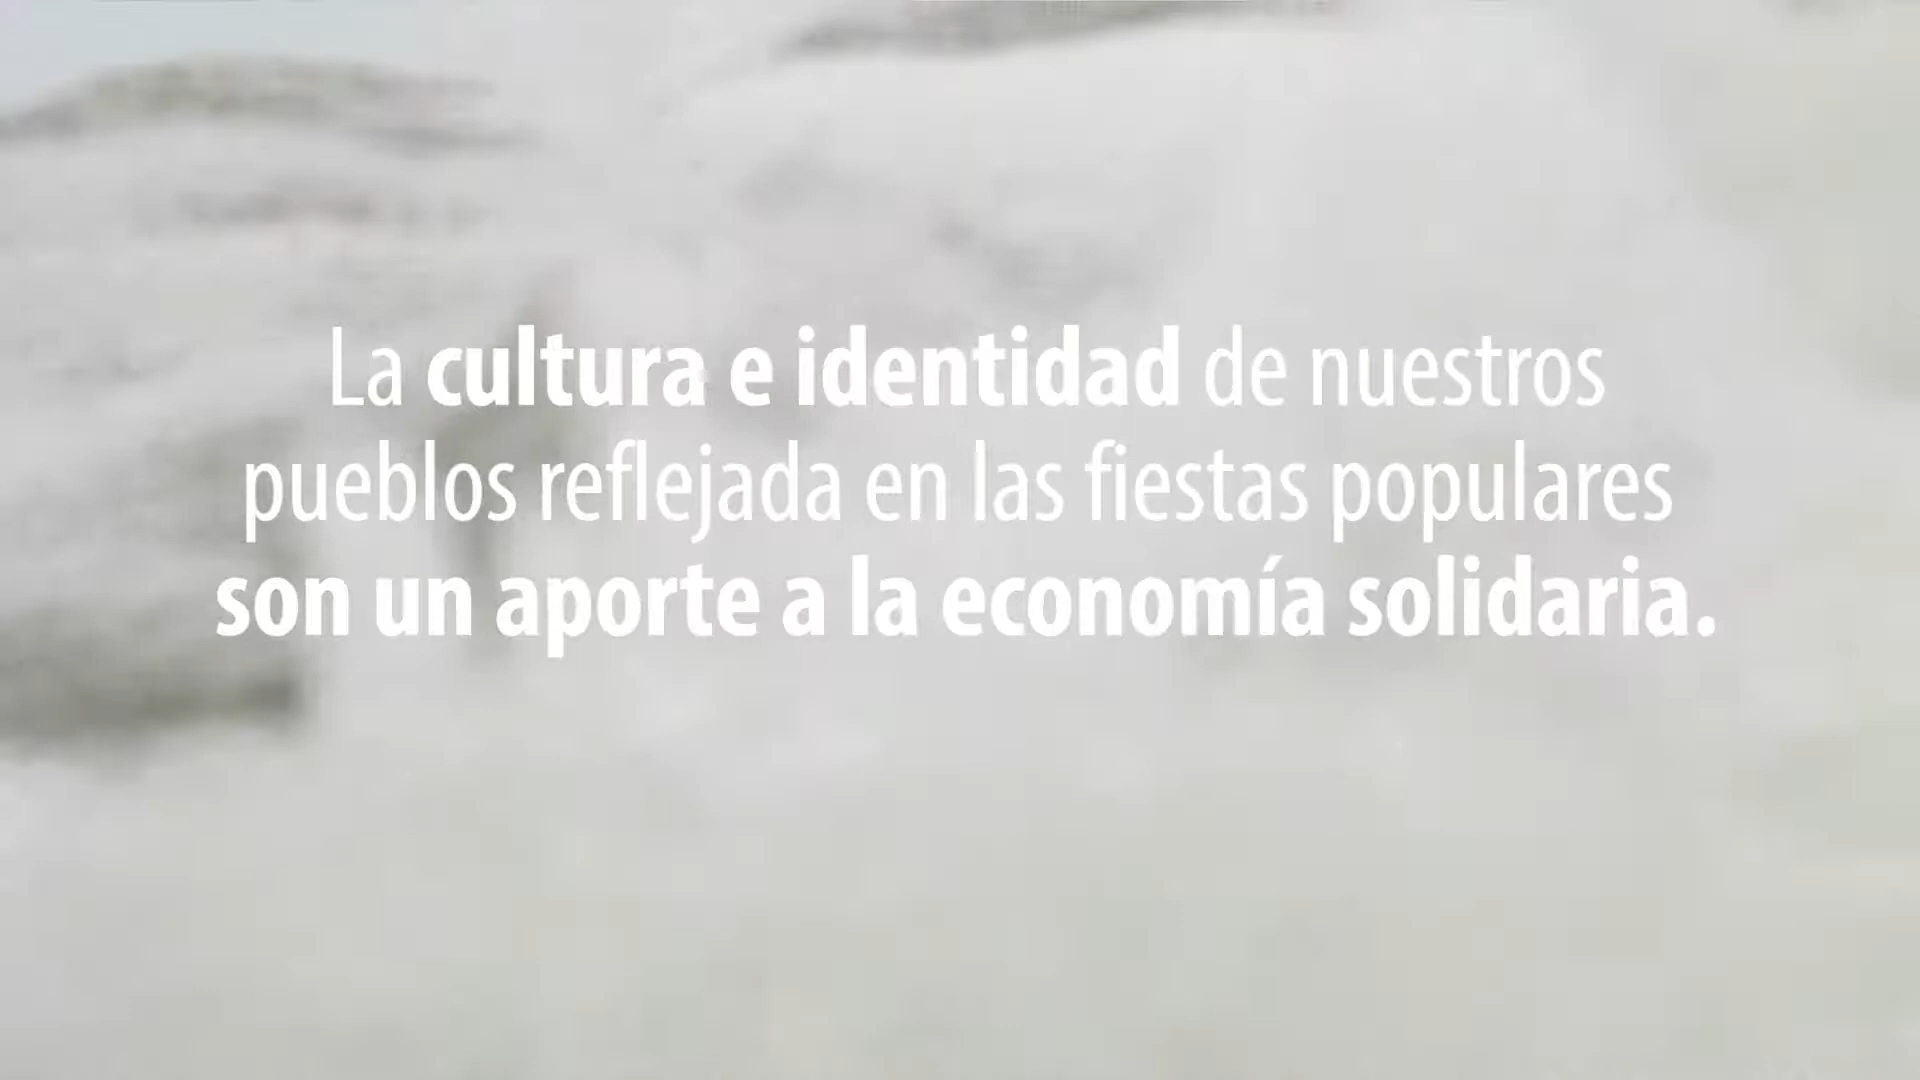 La cultura e identidad de nuestros
pueblos reflejada en las fiestas populares
son un aporte a la economía solidaria.